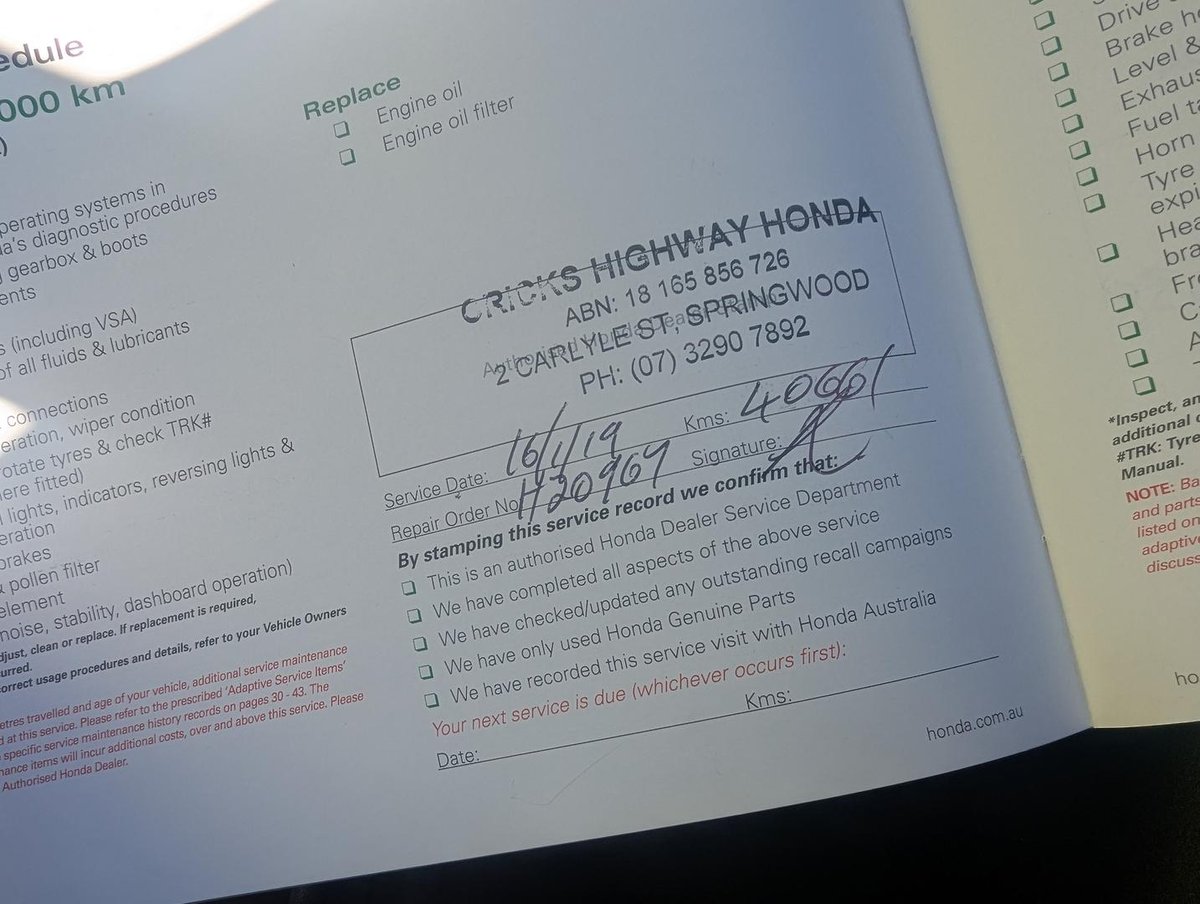 edule
000 km
)
perating systems in
da's diagnostic procedures
g gearbox & boots
ents
s (including VSA)
of all fluids & lubricants
connections
eration, wiper condition
rotate tyres & check TRK#
here fitted)
l lights, indicators, reversing lights &
eration
brakes
& pollen filter
element
noise, stability, dashboard operation)
djust, clean or replace. If replacement is required,
urred.
correct usage procedures and details, refer to your Vehicle Owners
etres travelled and age of your vehicle, additional service maintenance
d at this service. Please refer to the prescribed 'Adaptive Service Items'
specific service maintenance history records on pages 30 - 43. The
nance items will incur additional costs, over and above this service. Please
Authorised Honda Dealer.
Replace
Engine oil
Engine oil filter
CRICKS HIGHWAY HONDA
ABN: 18 165 856 726
2 CARLYLE ST, SPRINGWOOD
PH: (07) 3290 7892
Service Date: 16/1/19 Kms: 40661
Repair Order No H20969 Signature:
By stamping this service record we confirm that:
This is an authorised Honda Dealer Service Department
We have completed all aspects of the above service
We have checked/updated any outstanding recall campaigns
We have only used Honda Genuine Parts
We have recorded this service visit with Honda Australia
Your next service is due (whichever occurs first):
Date: Kms:
honda.com.au
Drive
Brake h
Level &
Exhaus
Fuel ta
Horn
Tyre
expi
Hea
bra
Fr
C
A
*Inspect, an
additional c
#TRK: Tyre
Manual.
NOTE: Ba
and parts
listed on
adaptiv
discuss
ho